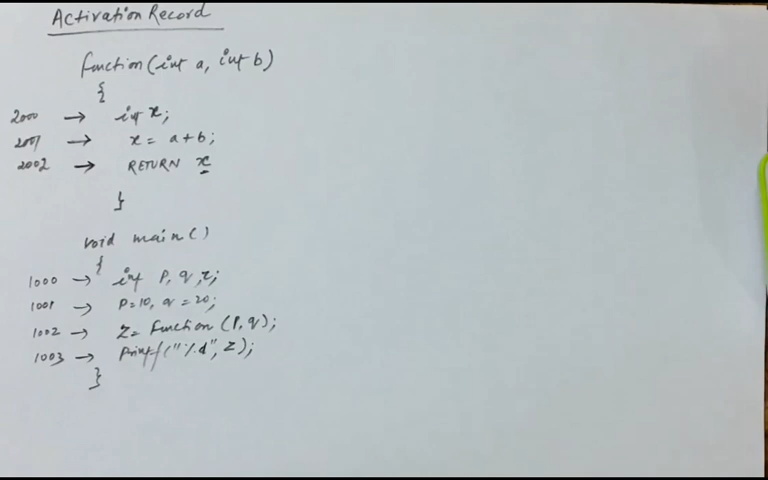 Activation Record
function(int a, int b)
{
2000 → int x;
2001 → x = a+b;
2002 → RETURN x
}
void main()
{
1000 → int P, q, z;
1001 → P=10, q=20;
1002 → Z= Function (P, q);
1003 → Printf("%d", Z);
}